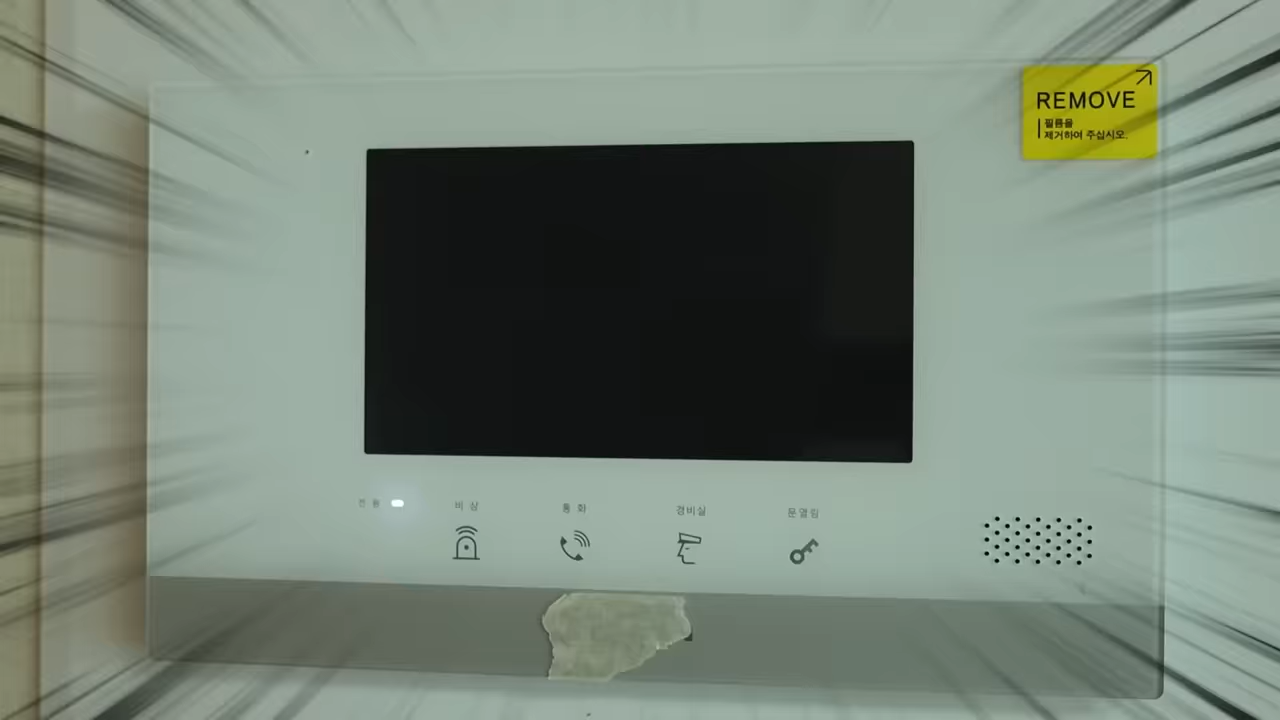 REMOVE
필름을
제거하여 주십시오.
전 원
비 상
통 화
경비실
문열림